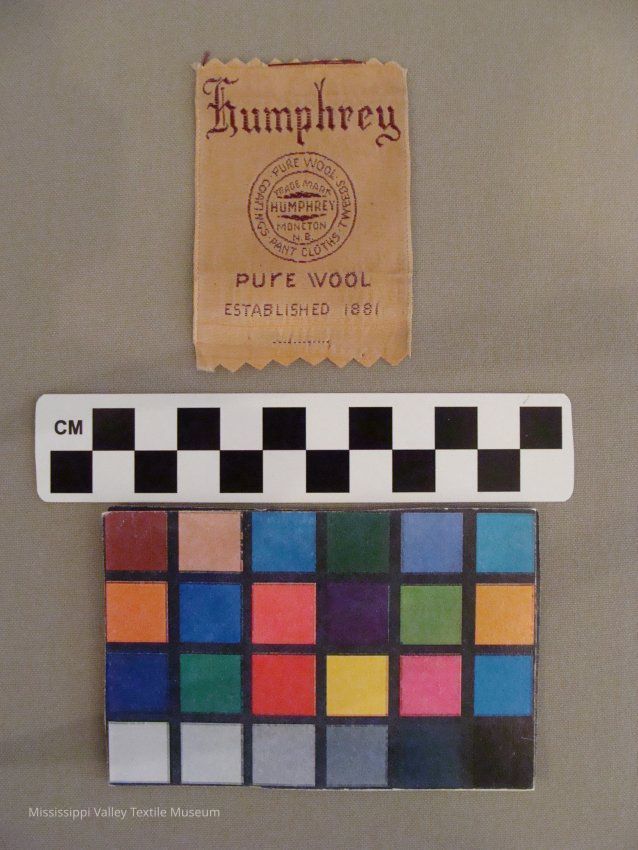 Humphrey
PURE WOOL
COATINGS · PANT CLOTHS · TWEEDS
TRADE MARK
HUMPHREY
MONCTON
N.B.
PUrE WOOL
ESTABLISHED 1881
CM
Mississippi Valley Textile Museum